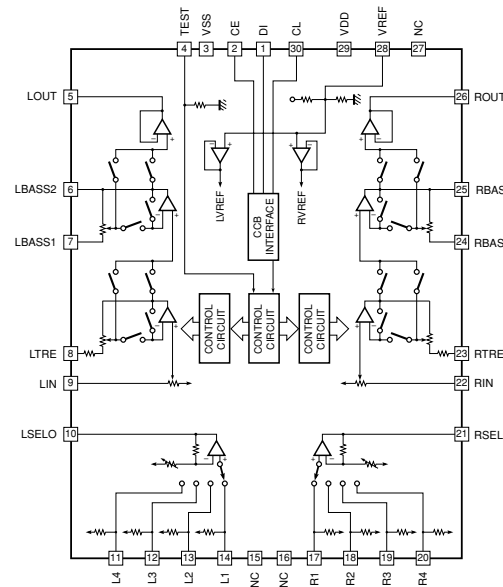 TEST
VSS
CE
DI
CL
VDD
VREF
NC
4
3
2
1
30
29
28
27
LOUT
5
26
ROUT
LVREF
RVREF
LBASS2
6
25
RBAS
CCB
INTERFACE
LBASS1
7
24
RBAS
CONTROL
CIRCUIT
CONTROL
CIRCUIT
CONTROL
CIRCUIT
LTRE
8
23
RTRE
LIN
9
22
RIN
LSELO
10
21
RSEL
11
12
13
14
15
16
17
18
19
20
L4
L3
L2
L1
NC
NC
R1
R2
R3
R4